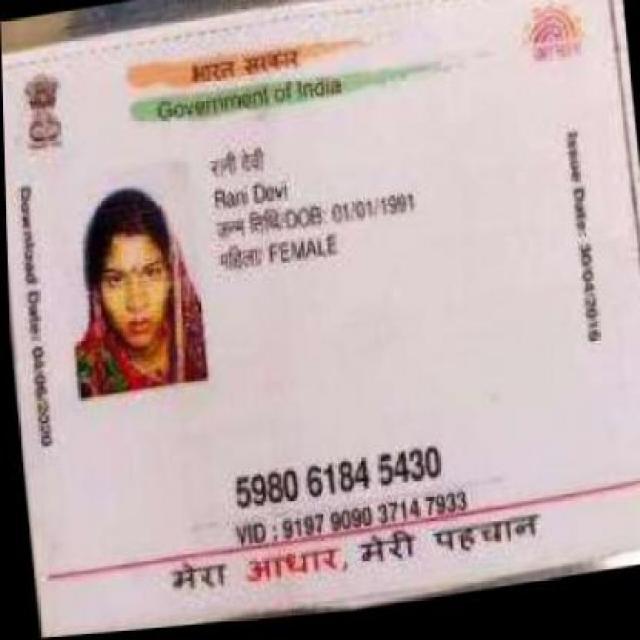 भारत सरकार
Government of India
आधार
रानी देवी
Rani Devi
जन्म तिथि/DOB: 01/01/1991
महिला/ FEMALE
Download Date: 04/06/2020
Issue Date: 30/04/2019
5980 6184 5430
VID : 9197 9090 3714 7933
मेरा आधार, मेरी पहचान